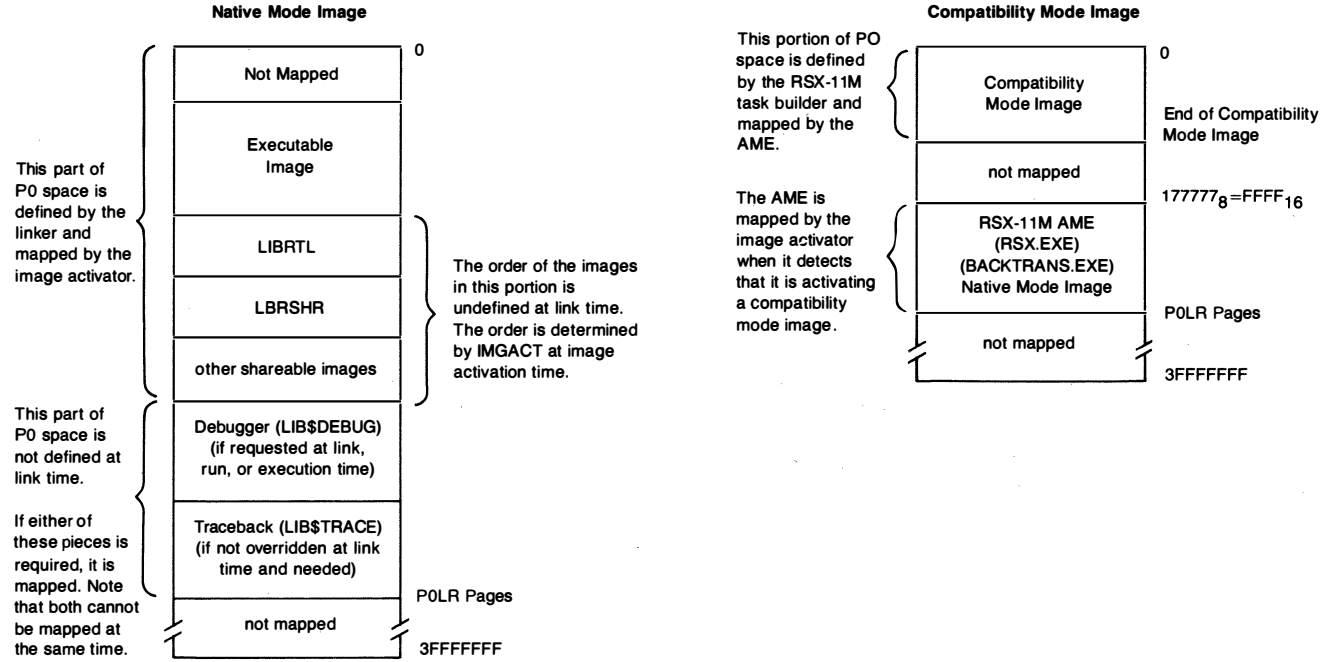 Native Mode Image
0
Not Mapped
Executable
Image
This part of
P0 space is
defined by the
linker and
mapped by the
image activator.
LIBRTL
LBRSHR
other shareable images
The order of the images
in this portion is
undefined at link time.
The order is determined
by IMGACT at image
activation time.
This part of
P0 space is
not defined at
link time.
If either of
these pieces is
required, it is
mapped. Note
that both cannot
be mapped at
the same time.
Debugger (LIB$DEBUG)
(if requested at link,
run, or execution time)
Traceback (LIB$TRACE)
(if not overridden at link
time and needed)
P0LR Pages
not mapped
3FFFFFFF
Compatibility Mode Image
This portion of PO
space is defined
by the RSX-11M
task builder and
mapped by the
AME.
0
Compatibility
Mode Image
End of Compatibility
Mode Image
not mapped
177777₈=FFFF₁₆
The AME is
mapped by the
image activator
when it detects
that it is activating
a compatibility
mode image.
RSX-11M AME
(RSX.EXE)
(BACKTRANS.EXE)
Native Mode Image
P0LR Pages
not mapped
3FFFFFFF